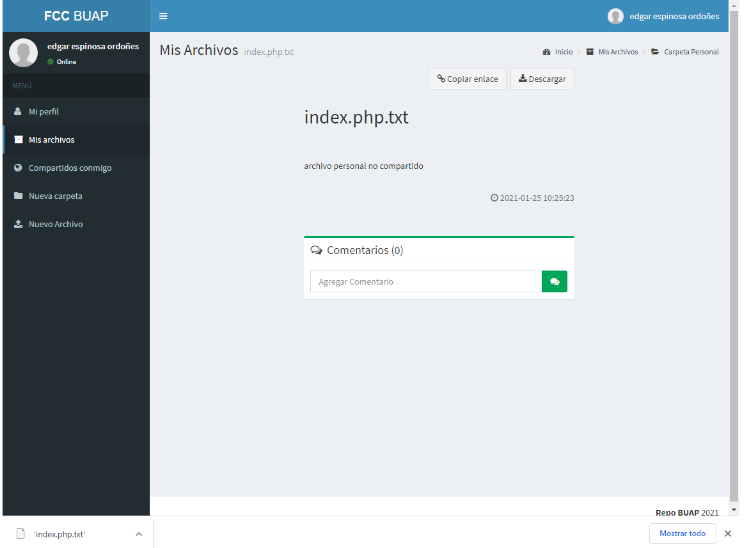 FCC BUAP
edgar espinosa ordoñes
edgar espinosa ordoñes
Online
MENÚ
Mi perfil
Mis archivos
Compartidos conmigo
Nueva carpeta
Nuevo Archivo
Mis Archivos index.php.txt
Inicio > Mis Archivos > Carpeta Personal
Copiar enlace Descargar
index.php.txt
archivo personal no compartido
2021-01-25 10:25:23
Comentarios (0)
Agregar Comentario
Repo BUAP 2021
'index.php.txt'
Mostrar todo